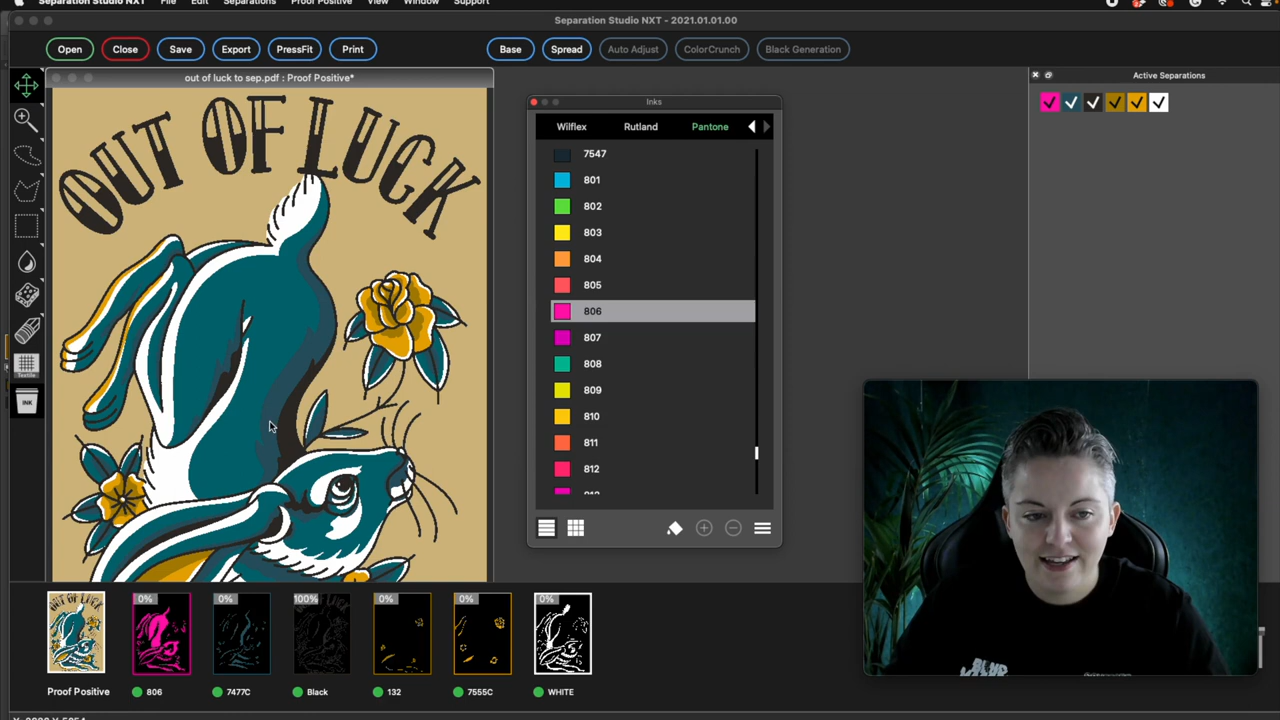 Separation Studio NXT File Edit Separations Proof Positive View Window Support
Separation Studio NXT - 2021.01.01.00
Open Close Save Export PressFit Print Base Spread Auto Adjust ColorCrunch Black Generation
out of luck to sep.pdf : Proof Positive*
Inks
Active Separations
OUT OF LUCK
Wilflex Rutland Pantone
7547
801
802
803
804
805
806
807
808
809
810
811
812
Textile
INK
0% 0% 100% 0% 0% 0%
Proof Positive 806 7477C Black 132 7555C WHITE